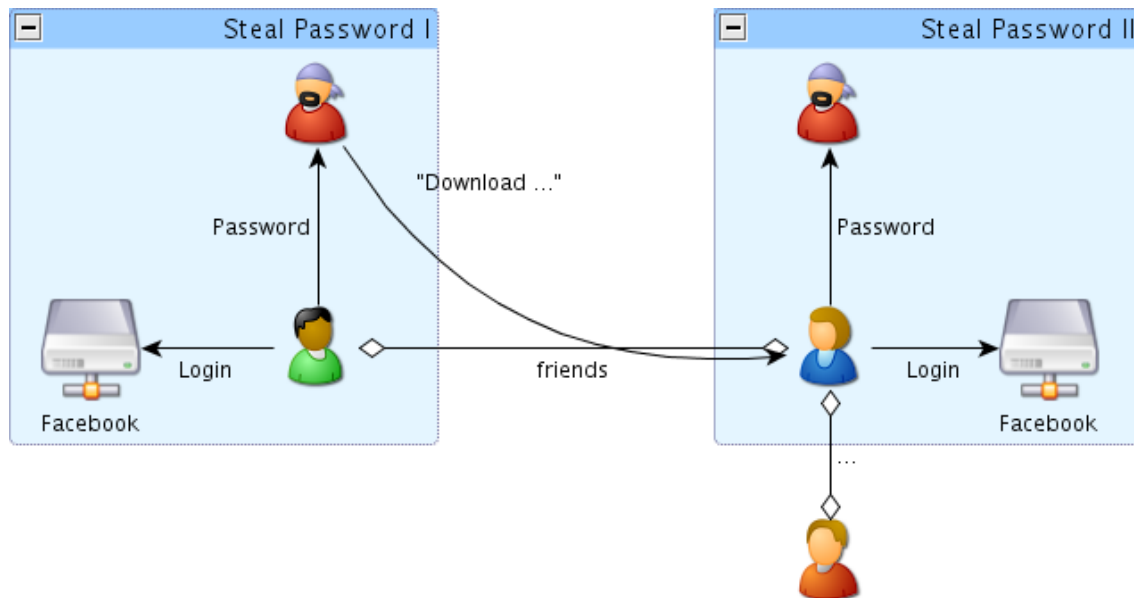 Steal Password I
Steal Password II
"Download ..."
Password
Password
Login
friends
Login
Facebook
Facebook
...